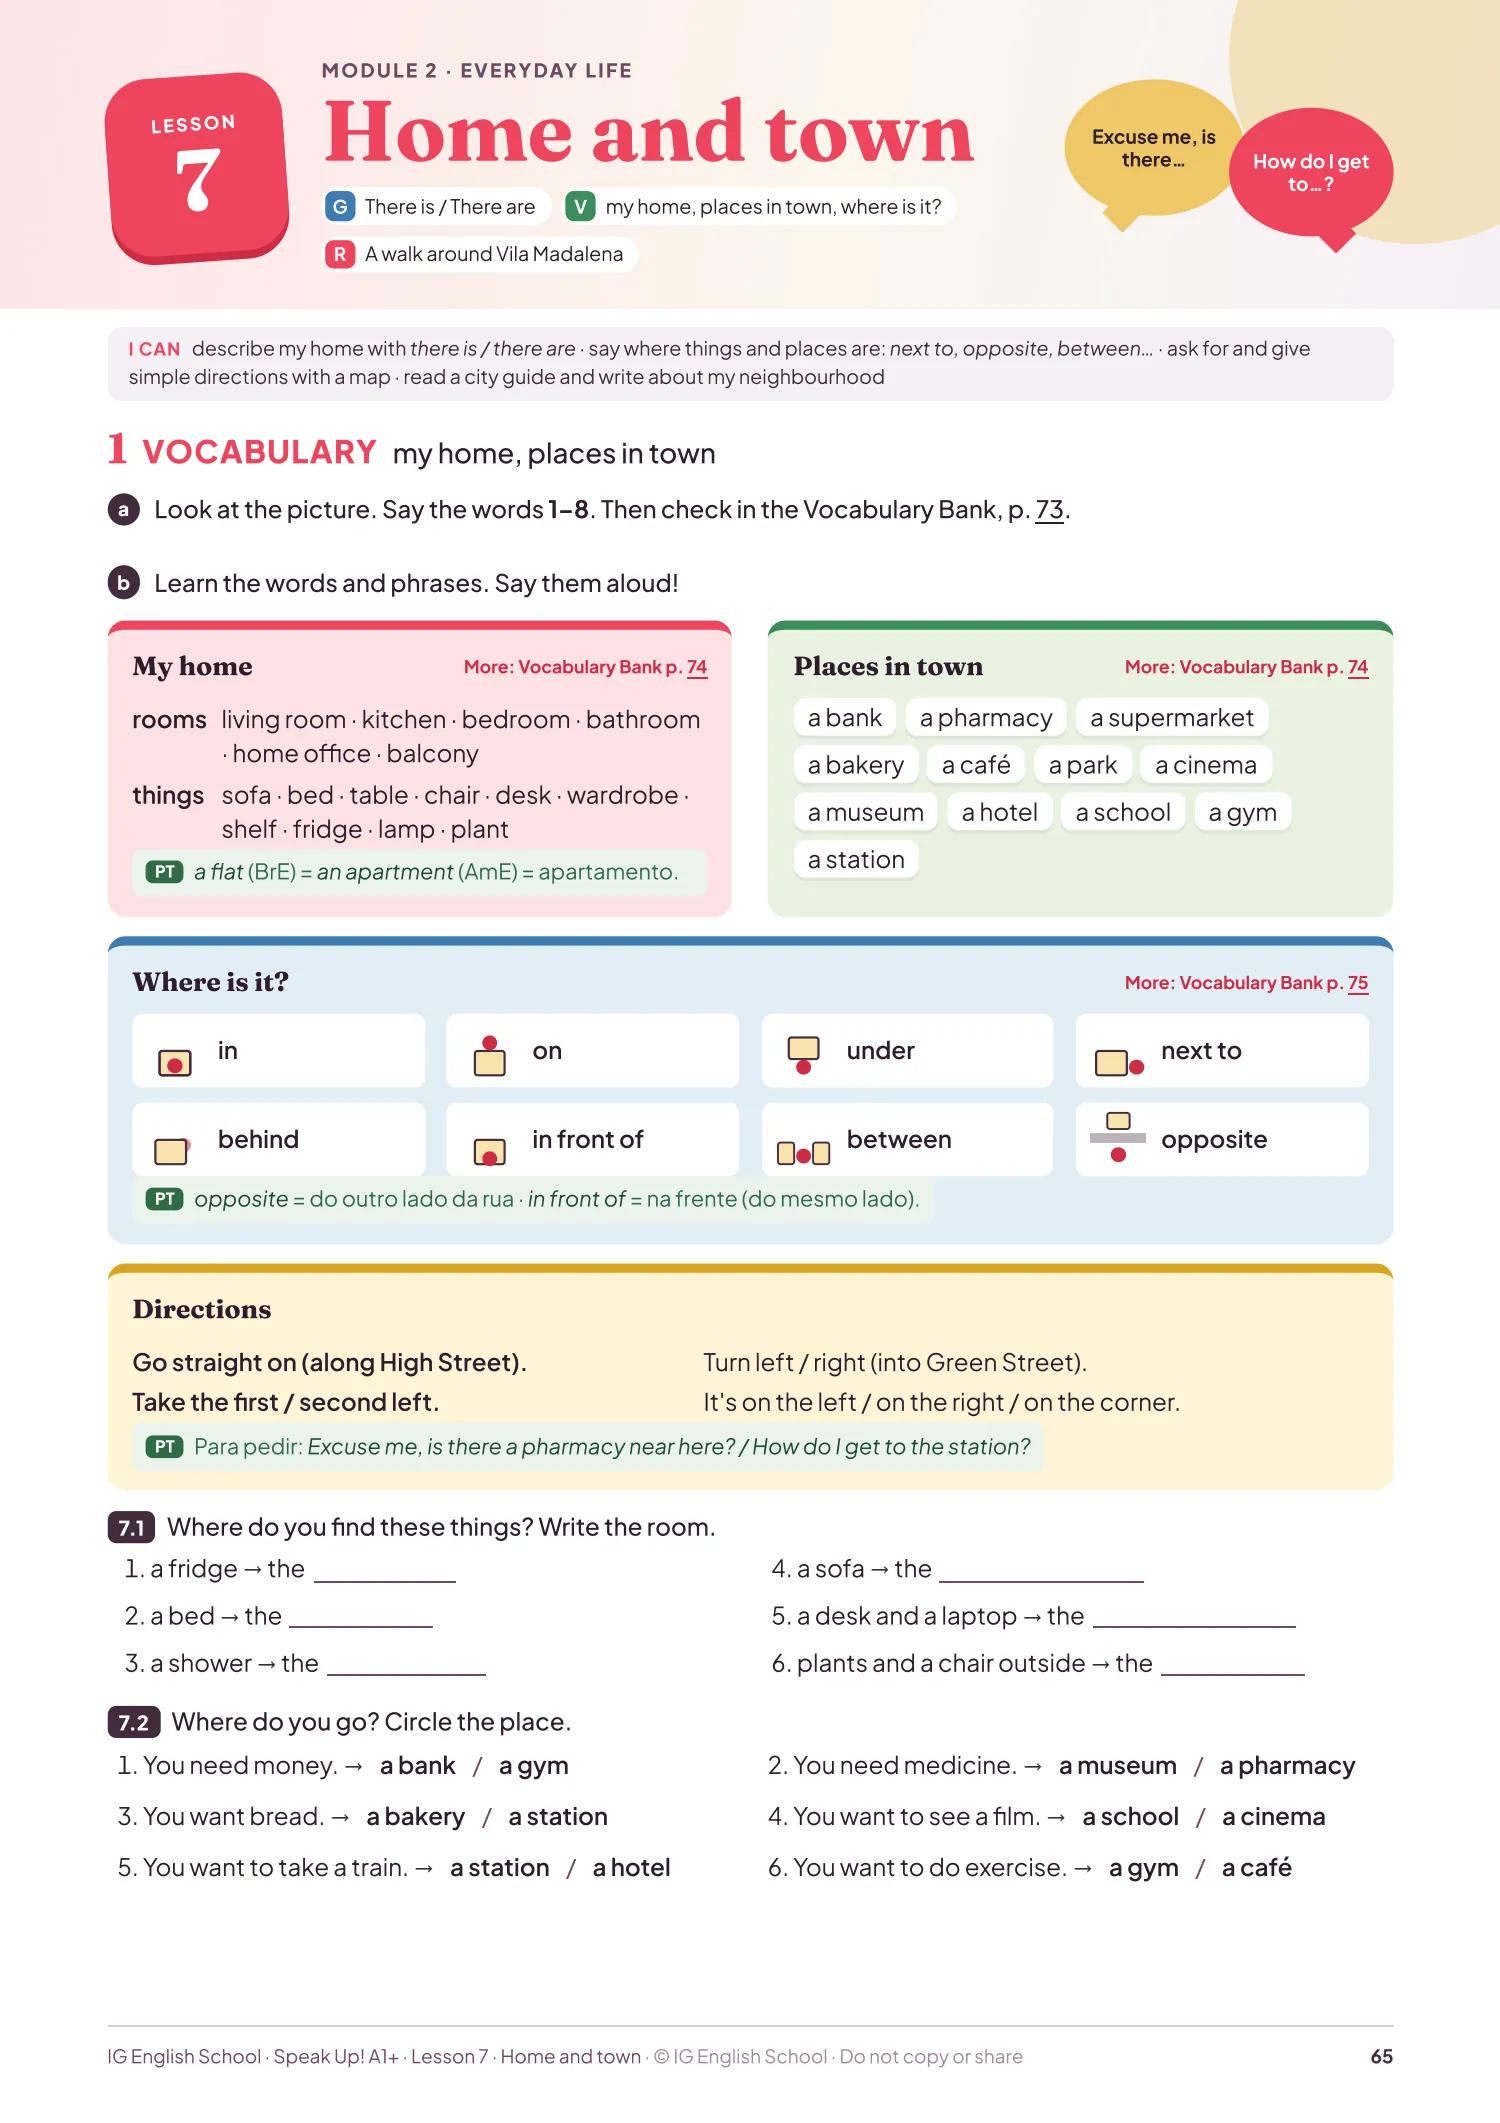 MODULE 2 · EVERYDAY LIFE
LESSON
7
Home and town
G There is / There are
V my home, places in town, where is it?
R A walk around Vila Madalena
Excuse me, is
there…
How do I get
to…?
I CAN describe my home with there is / there are · say where things and places are: next to, opposite, between… · ask for and give
simple directions with a map · read a city guide and write about my neighbourhood
1 VOCABULARY my home, places in town
a Look at the picture. Say the words 1–8. Then check in the Vocabulary Bank, p. 73.
b Learn the words and phrases. Say them aloud!
My home More: Vocabulary Bank p. 74
rooms living room · kitchen · bedroom · bathroom
· home office · balcony
things sofa · bed · table · chair · desk · wardrobe ·
shelf · fridge · lamp · plant
PT a flat (BrE) = an apartment (AmE) = apartamento.
Places in town More: Vocabulary Bank p. 74
a bank a pharmacy a supermarket
a bakery a café a park a cinema
a museum a hotel a school a gym
a station
Where is it? More: Vocabulary Bank p. 75
in on under next to
behind in front of between opposite
PT opposite = do outro lado da rua · in front of = na frente (do mesmo lado).
Directions
Go straight on (along High Street). Turn left / right (into Green Street).
Take the first / second left. It's on the left / on the right / on the corner.
PT Para pedir: Excuse me, is there a pharmacy near here? / How do I get to the station?
7.1 Where do you find these things? Write the room.
1. a fridge → the
2. a bed → the
3. a shower → the
4. a sofa → the
5. a desk and a laptop → the
6. plants and a chair outside → the
7.2 Where do you go? Circle the place.
1. You need money. → a bank / a gym
2. You need medicine. → a museum / a pharmacy
3. You want bread. → a bakery / a station
4. You want to see a film. → a school / a cinema
5. You want to take a train. → a station / a hotel
6. You want to do exercise. → a gym / a café
IG English School · Speak Up! A1+ · Lesson 7 · Home and town · © IG English School · Do not copy or share 65